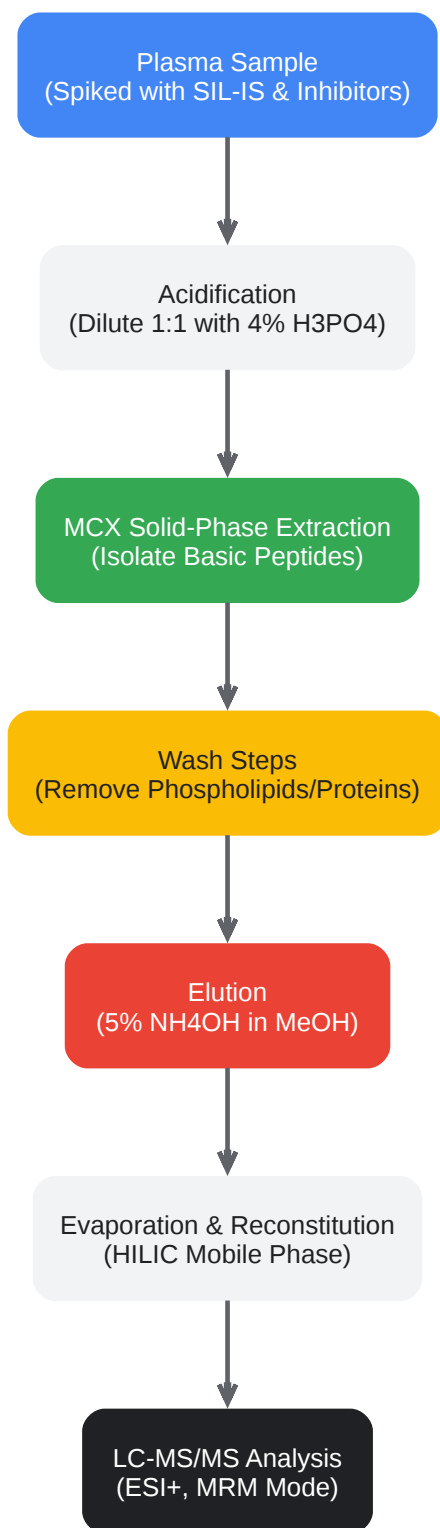 Plasma Sample
(Spiked with SIL-IS & Inhibitors)
Acidification
(Dilute 1:1 with 4% H3PO4)
MCX Solid-Phase Extraction
(Isolate Basic Peptides)
Wash Steps
(Remove Phospholipids/Proteins)
Elution
(5% NH4OH in MeOH)
Evaporation & Reconstitution
(HILIC Mobile Phase)
LC-MS/MS Analysis
(ESI+, MRM Mode)